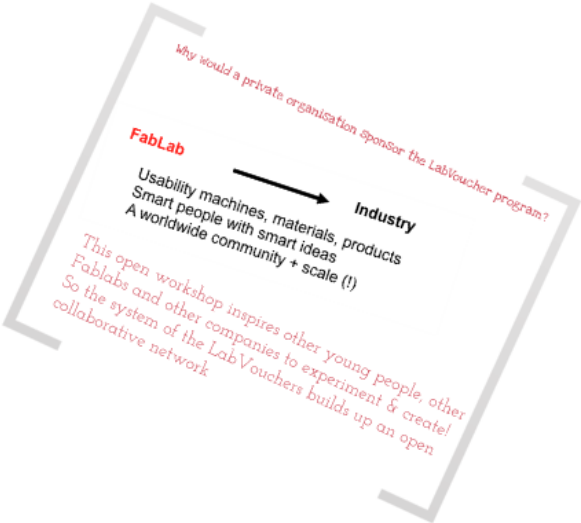 Why would a private organisation sponsor the LabVoucher program?
FabLab
Industry
Usability machines, materials, products
Smart people with smart ideas
A worldwide community + scale (!)
This open workshop inspires other young people, other
Fablabs and other companies to experiment & create!
So the system of the LabVouchers builds up an open
collaborative network